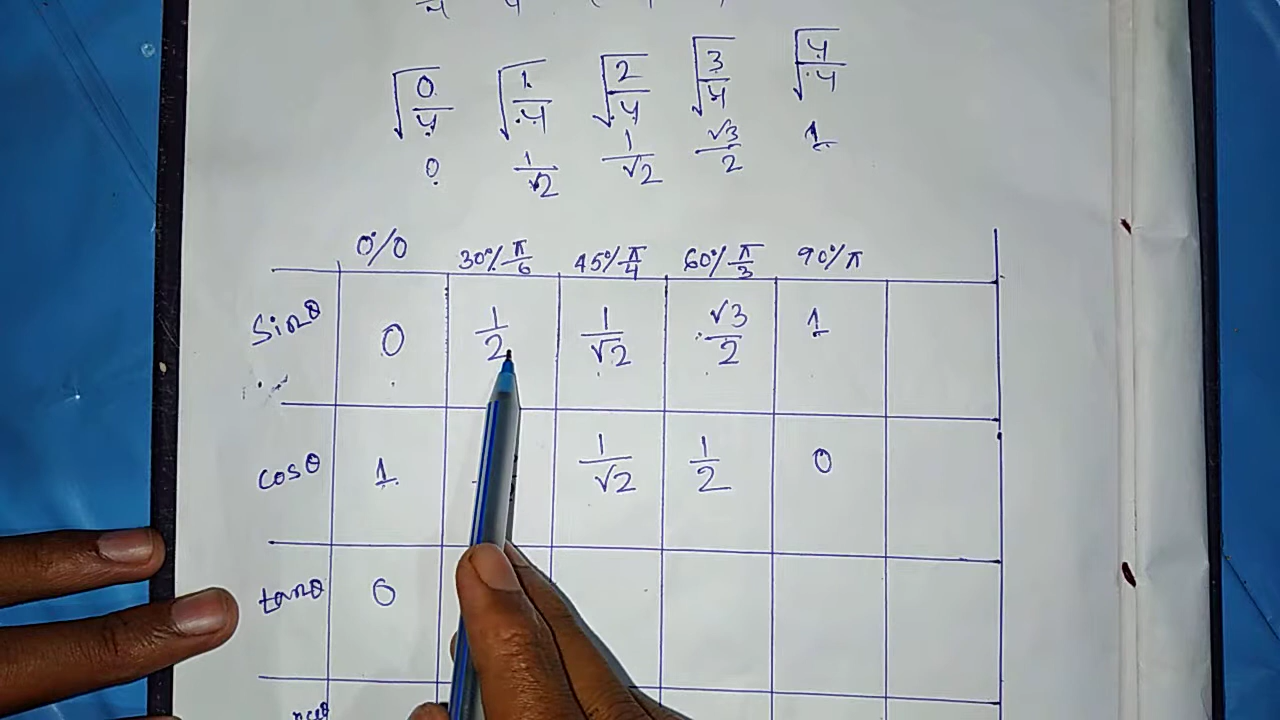 √0/4 √1/4 √2/4 √3/4 √4/4
0 1/√2 1/√2 √3/2 1
0°/0 30°/π/6 45°/π/4 60°/π/3 90°/π
Sinθ 0 1/2 1/√2 √3/2 1
cosθ 1 1/√2 1/2 0
tanθ 0